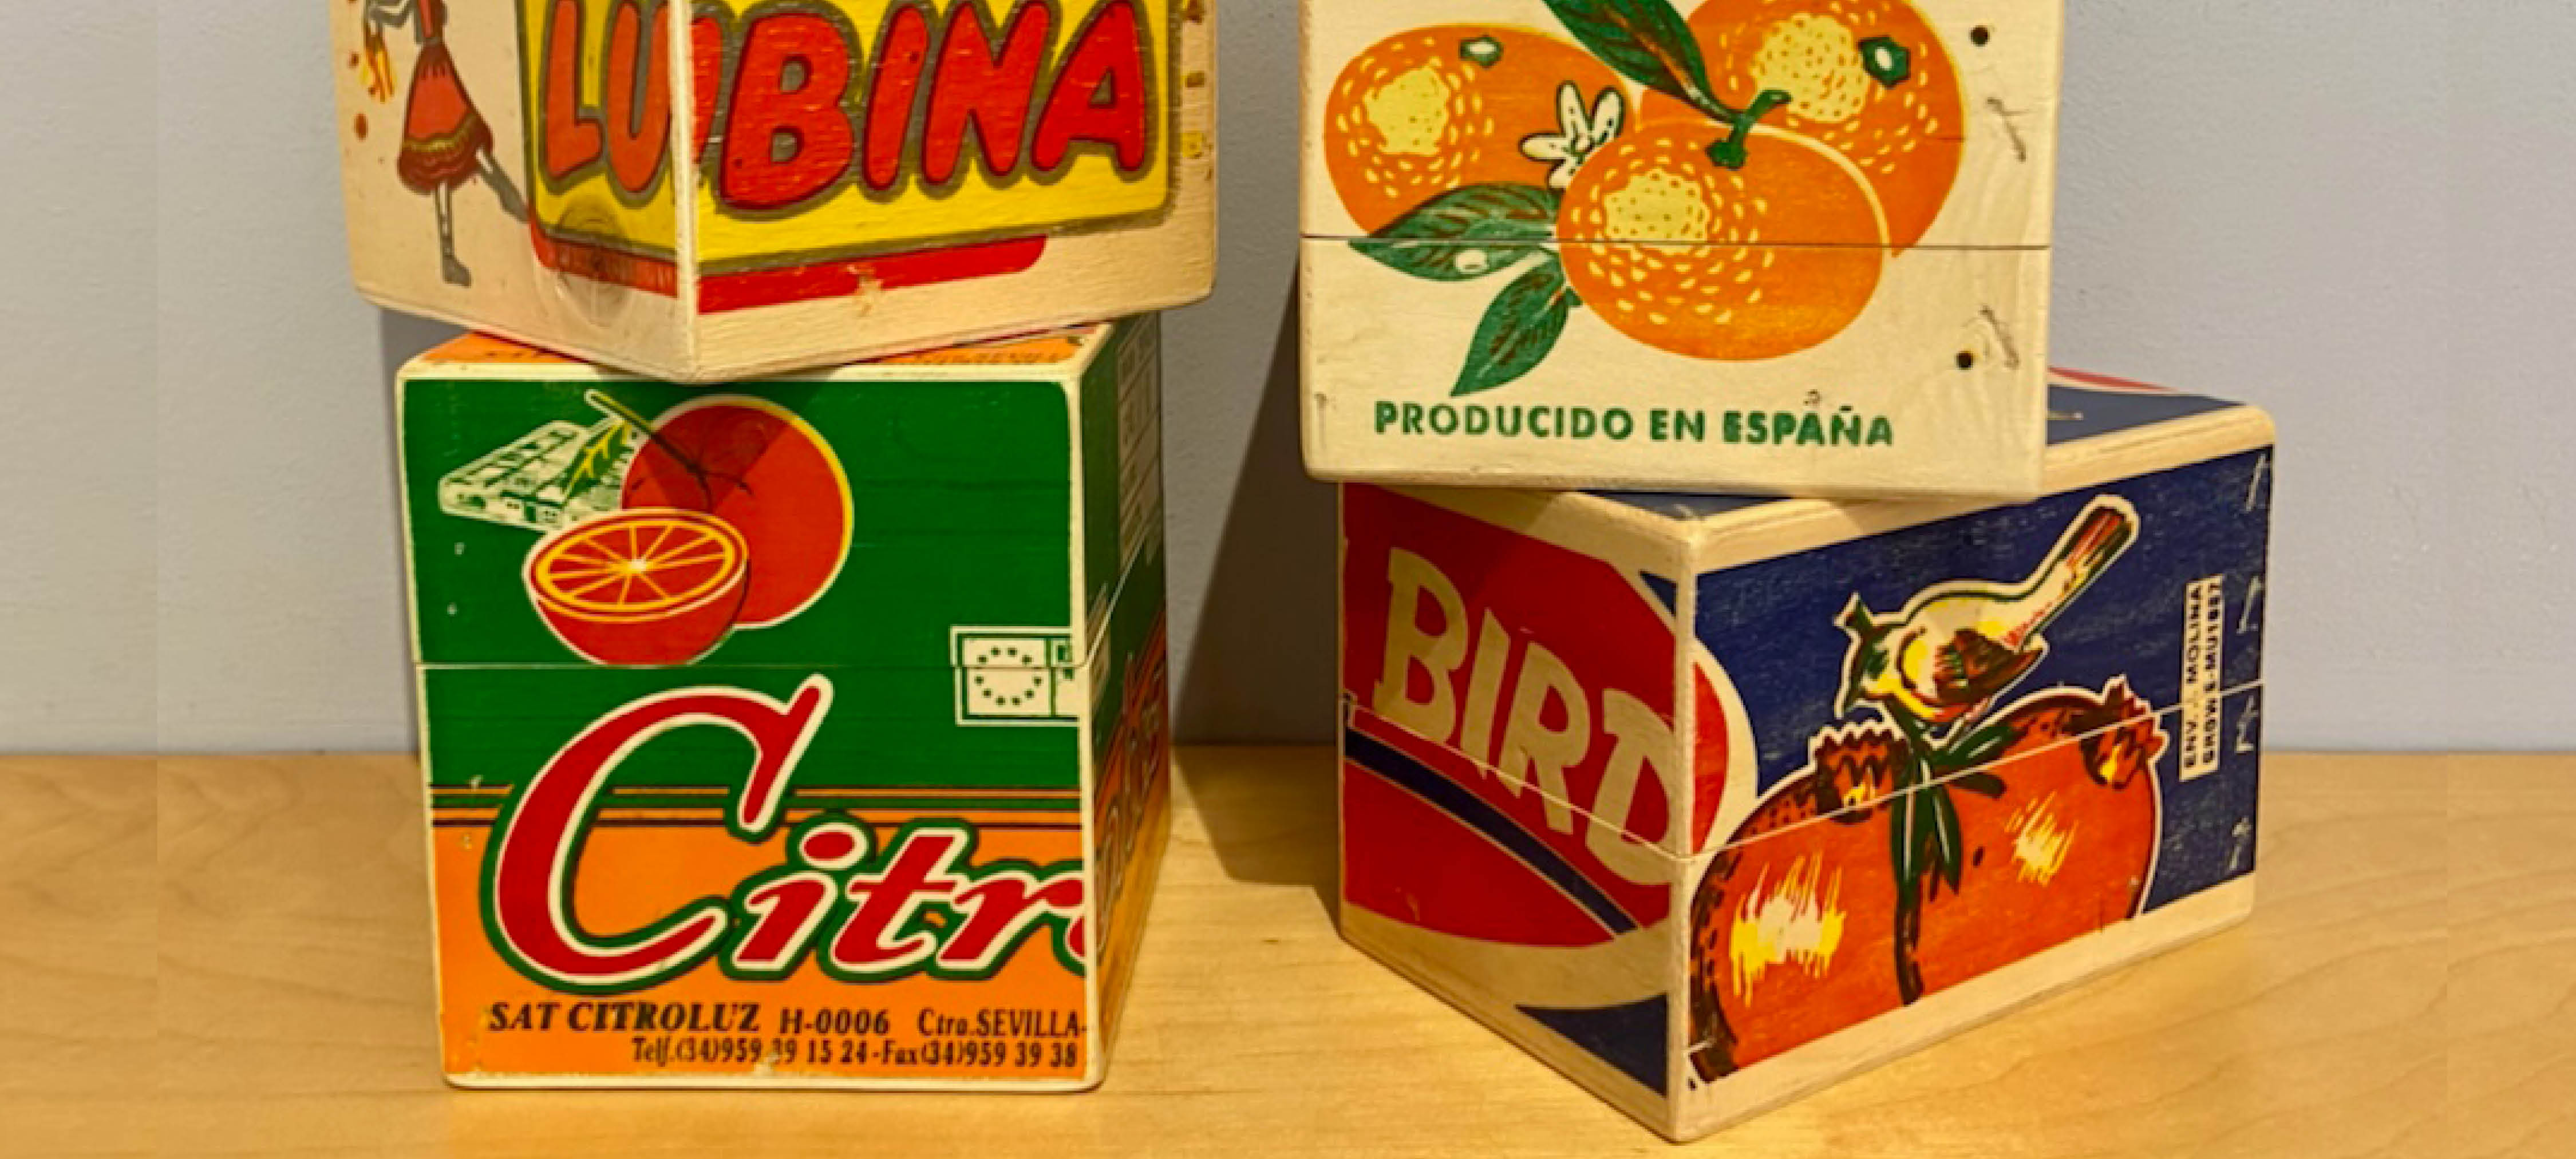 LUBINA
PRODUCIDO EN ESPAÑA
Citr
SAT CITROLUZ H-0006 Ctra.SEVILLA-
Telf.(34)959 39 15 24-Fax(34)959 39 38
BIRD
MOLINA